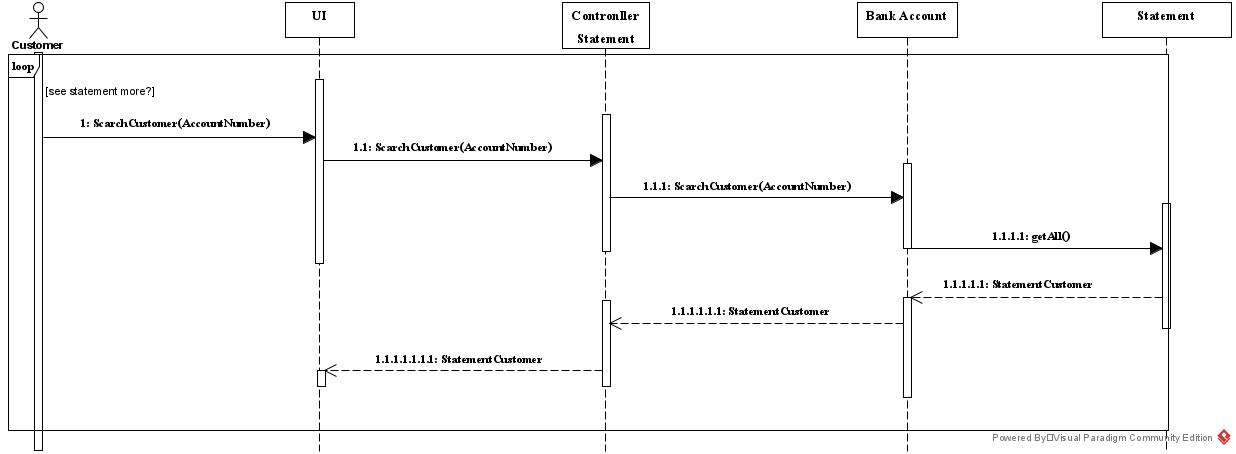 UI
Contronller
Statement
Bank Account
Statement
Customer
loop
[see statement more?]
1: SearchCustomer(AccountNumber)
1.1: SearchCustomer(AccountNumber)
1.1.1: SearchCustomer(AccountNumber)
1.1.1.1: getAll()
1.1.1.1.1: StatementCustomer
1.1.1.1.1.1: StatementCustomer
1.1.1.1.1.1.1: StatementCustomer
Powered By□Visual Paradigm Community Edition